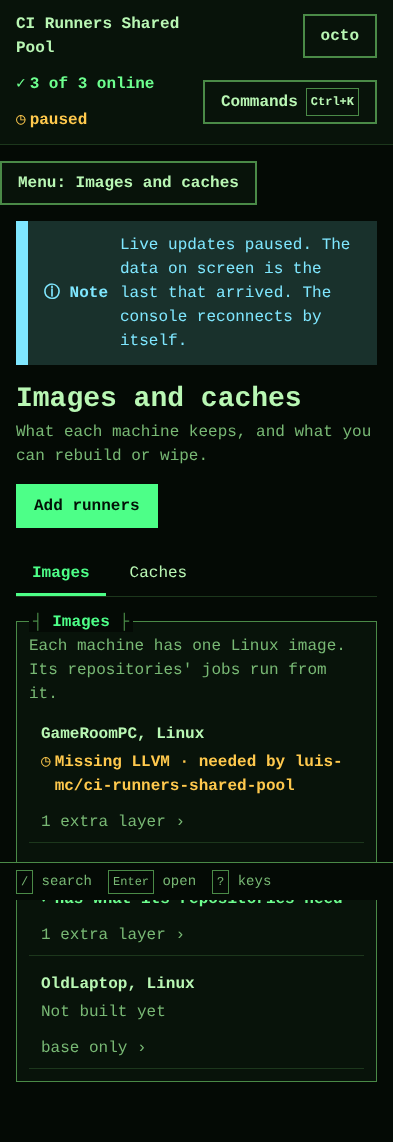 CI Runners Shared
Pool
octo
✓ 3 of 3 online
Commands Ctrl+K
◷ paused
Menu: Images and caches
ⓘ Note
Live updates paused. The
data on screen is the
last that arrived. The
console reconnects by
itself.
Images and caches
What each machine keeps, and what you
can rebuild or wipe.
Add runners
Images Caches
┤ Images ├
Each machine has one Linux image.
Its repositories' jobs run from
it.
GameRoomPC, Linux
◷ Missing LLVM · needed by luis-
mc/ci-runners-shared-pool
1 extra layer ›
/ search Enter open ? keys
1 extra layer ›
OldLaptop, Linux
Not built yet
base only ›